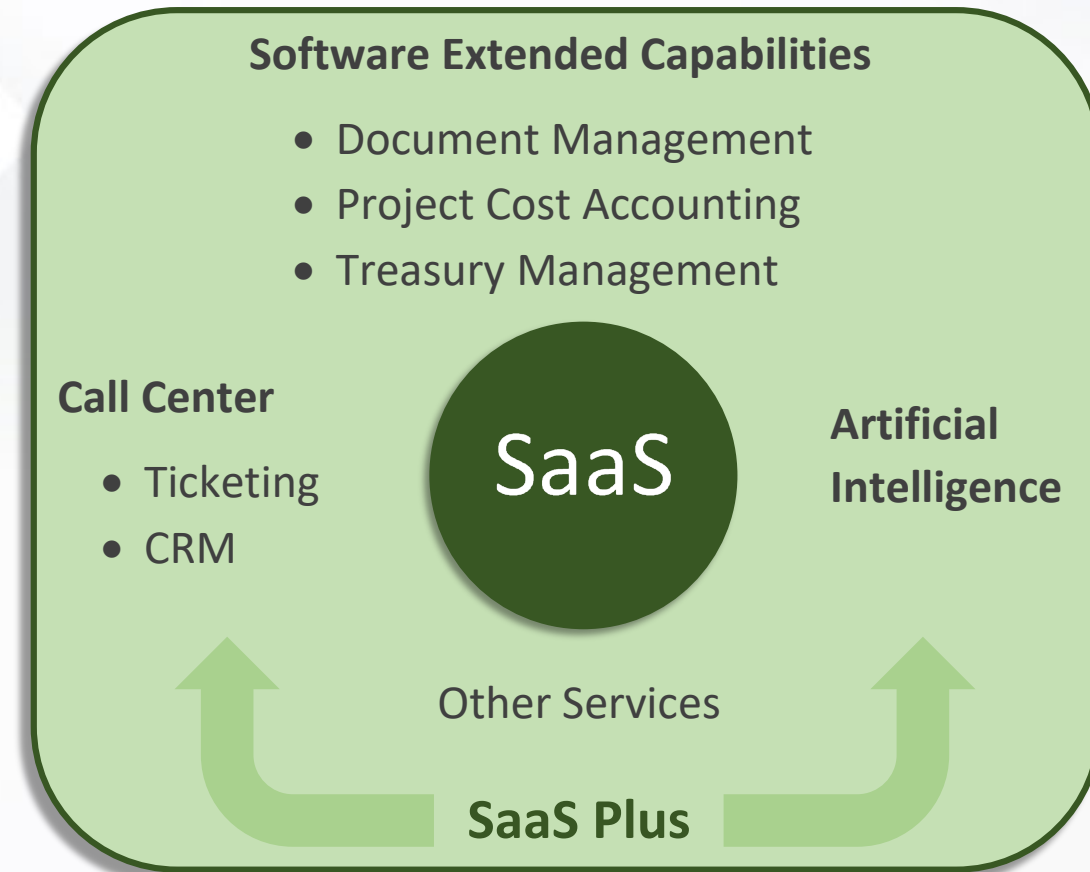 Software Extended Capabilities
• Document Management
• Project Cost Accounting
• Treasury Management
Call Center
• Ticketing
• CRM
SaaS
Artificial
Intelligence
Other Services
SaaS Plus